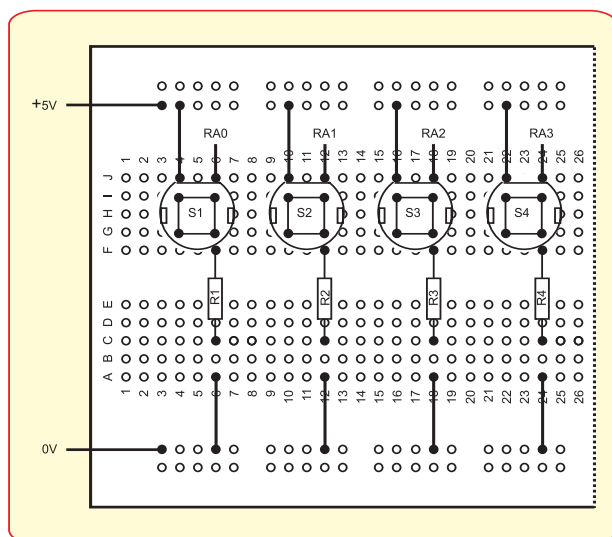 +5V
RA0 RA1 RA2 RA3
1 2 3 4 5 6 7 8 9 10 11 12 13 14 15 16 17 18 19 20 21 22 23 24 25 26
J
I
H S1 S2 S3 S4
G
F
R1 R2 R3 R4
E
D
C
B
A
1 2 3 4 5 6 7 8 9 10 11 12 13 14 15 16 17 18 19 20 21 22 23 24 25 26
0V